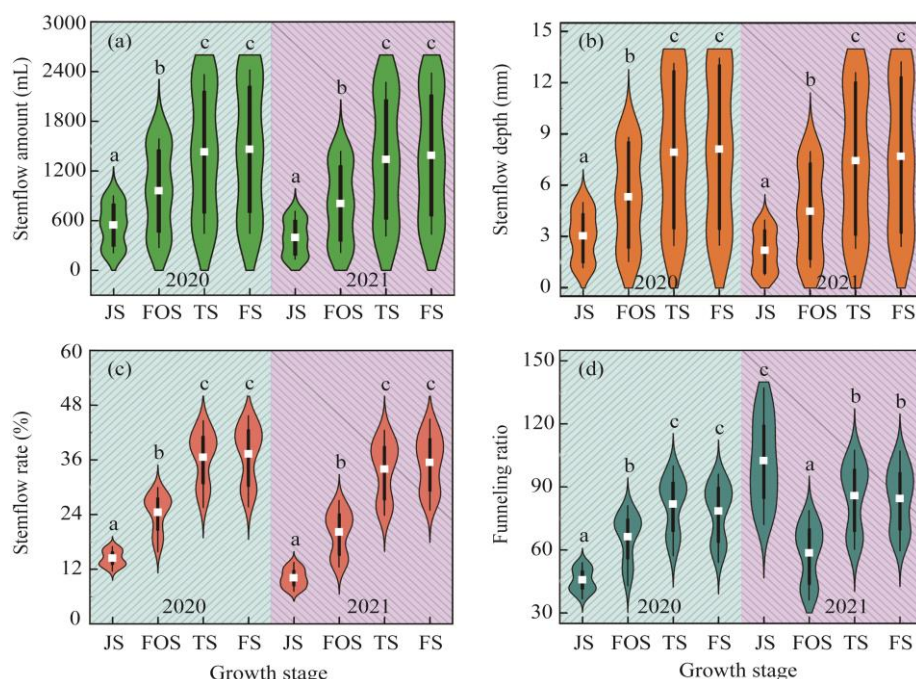 (a)
Stemflow amount (mL)
3000
2400
1800
1200
600
0
a b c c a b c c
2020 2021
JS FOS TS FS JS FOS TS FS
(b)
Stemflow depth (mm)
15
12
9
6
3
0
a b c c a b c c
2020 2021
JS FOS TS FS JS FOS TS FS
(c)
Stemflow rate (%)
60
48
36
24
12
0
a b c c a b c c
2020 2021
JS FOS TS FS JS FOS TS FS
Growth stage
(d)
Funneling ratio
150
120
90
60
30
a b c c c a b b
2020 2021
JS FOS TS FS JS FOS TS FS
Growth stage